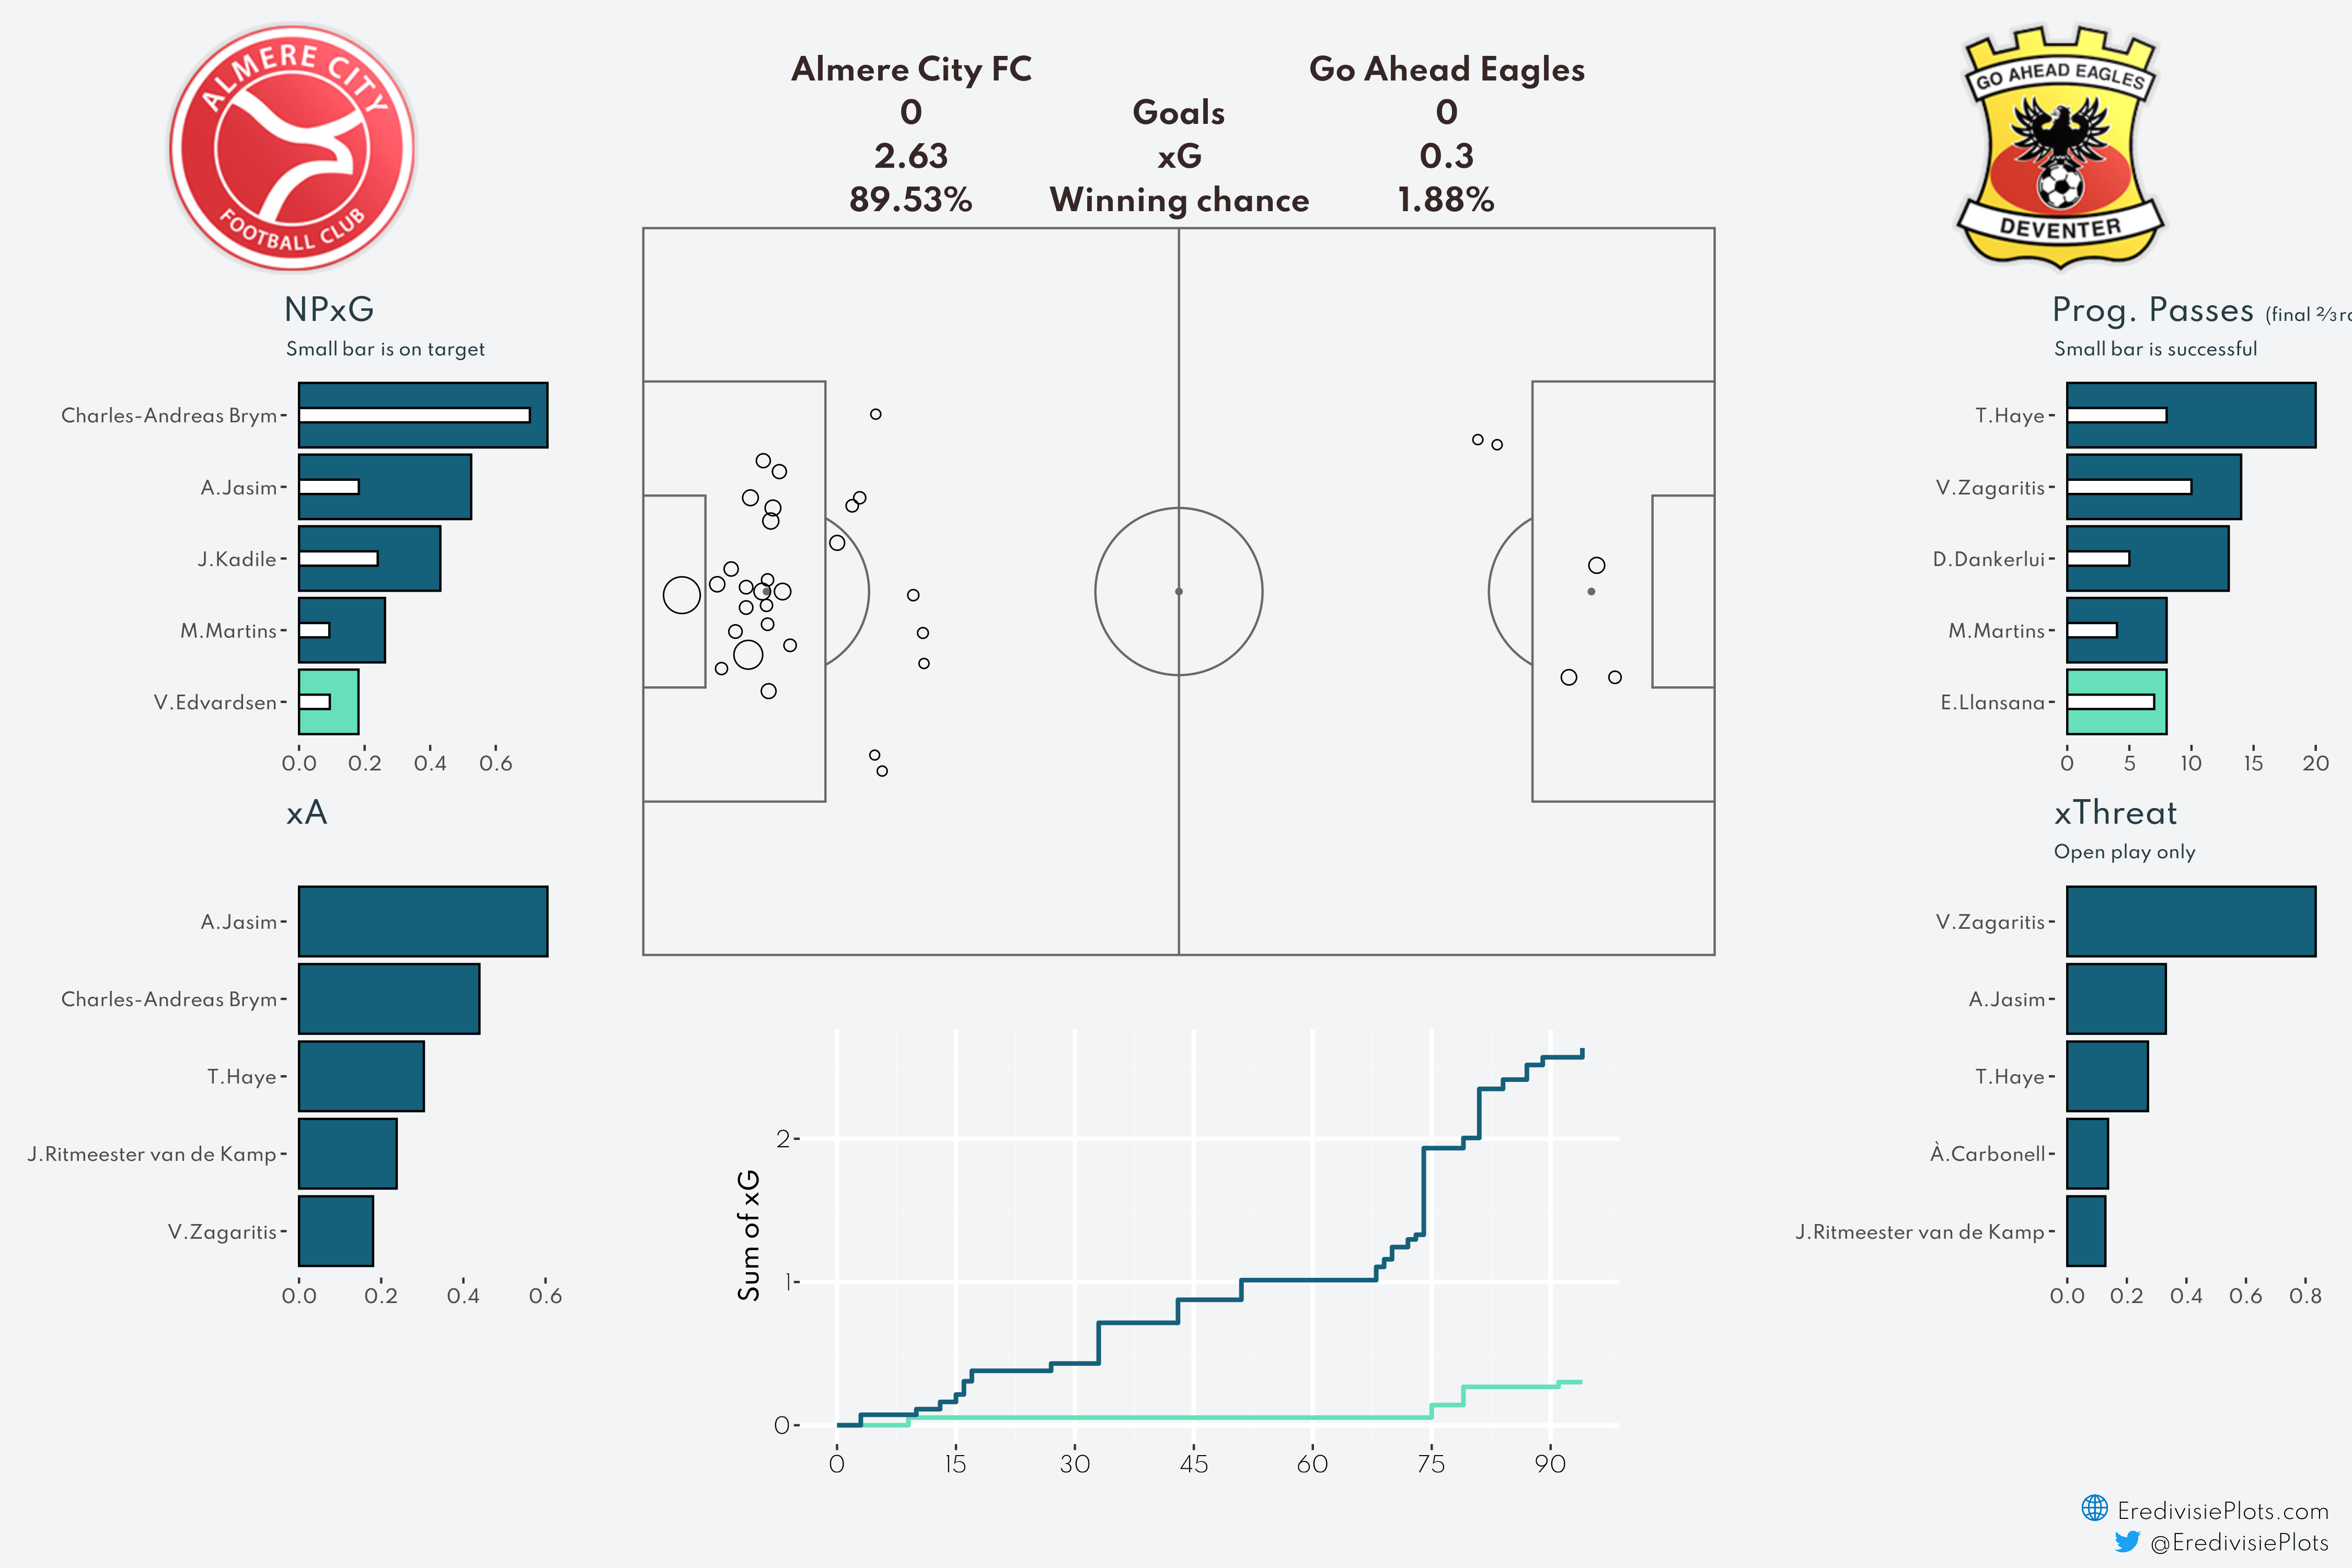 ALMERE CITY
FOOTBALL CLUB
Almere City FC Go Ahead Eagles
0 Goals 0
2.63 xG 0.3
89.53% Winning chance 1.88%
GO AHEAD EAGLES
DEVENTER
NPxG
Small bar is on target
Charles-Andreas Brym
A.Jasim
J.Kadile
M.Martins
V.Edvardsen
0.0 0.2 0.4 0.6
xA
A.Jasim
Charles-Andreas Brym
T.Haye
J.Ritmeester van de Kamp
V.Zagaritis
0.0 0.2 0.4 0.6
Sum of xG
2
1
0
0 15 30 45 60 75 90
Prog. Passes (final ⅔
Small bar is successful
T.Haye
V.Zagaritis
D.Dankerlui
M.Martins
E.Llansana
0 5 10 15 20
xThreat
Open play only
V.Zagaritis
A.Jasim
T.Haye
À.Carbonell
J.Ritmeester van de Kamp
0.0 0.2 0.4 0.6 0.8
EredivisiePlots.com
@EredivisiePlots